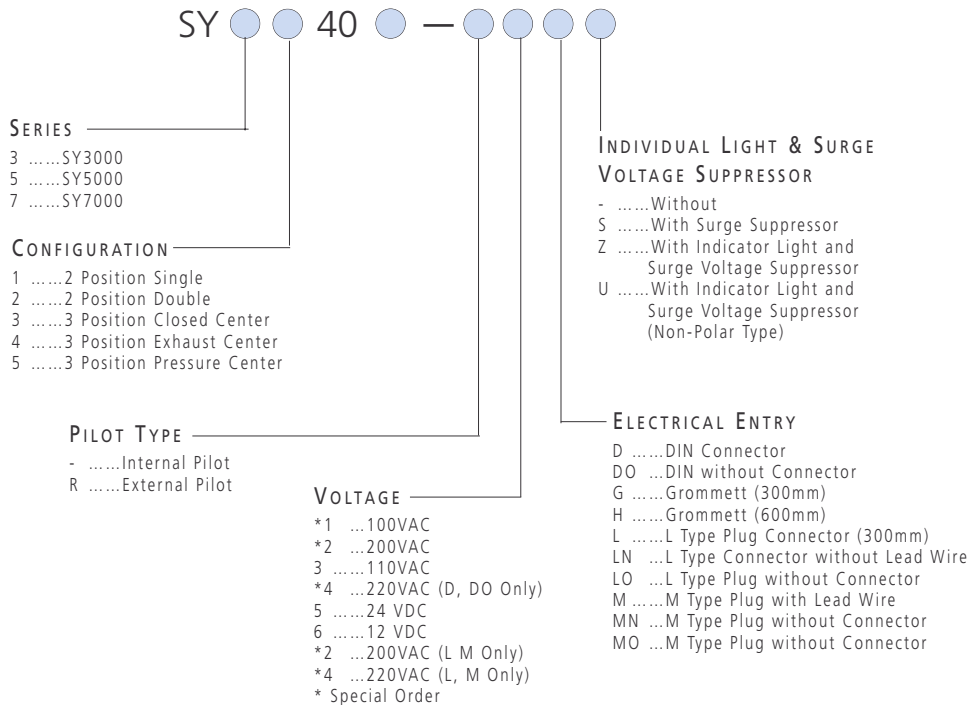 SY 40 —
SERIES
3 ......SY3000
5 ......SY5000
7 ......SY7000
CONFIGURATION
1 ......2 Position Single
2 ......2 Position Double
3 ......3 Position Closed Center
4 ......3 Position Exhaust Center
5 ......3 Position Pressure Center
PILOT TYPE
- ......Internal Pilot
R ......External Pilot
VOLTAGE
*1 ...100VAC
*2 ...200VAC
3 ......110VAC
*4 ...220VAC (D, DO Only)
5 ......24 VDC
6 ......12 VDC
*2 ...200VAC (L M Only)
*4 ...220VAC (L, M Only)
* Special Order
INDIVIDUAL LIGHT & SURGE
VOLTAGE SUPPRESSOR
- ......Without
S ......With Surge Suppressor
Z ......With Indicator Light and
Surge Voltage Suppressor
U ......With Indicator Light and
Surge Voltage Suppressor
(Non-Polar Type)
ELECTRICAL ENTRY
D ......DIN Connector
DO ...DIN without Connector
G ......Grommett (300mm)
H ......Grommett (600mm)
L ......L Type Plug Connector (300mm)
LN ...L Type Connector without Lead Wire
LO ...L Type Plug without Connector
M ......M Type Plug with Lead Wire
MN ...M Type Plug without Connector
MO ...M Type Plug without Connector